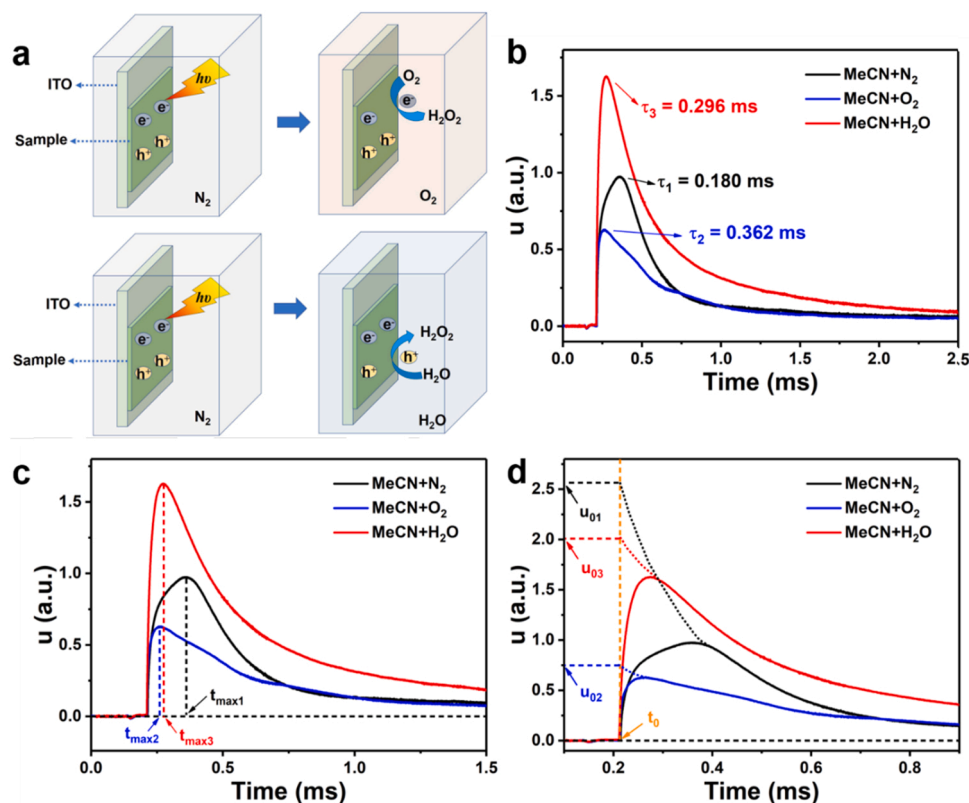 a
ITO
Sample
hυ
e⁻
e⁻
h⁺
h⁺
N₂
O₂
e⁻
H₂O₂
h⁺
h⁺
O₂
ITO
Sample
hυ
e⁻
e⁻
h⁺
h⁺
N₂
e⁻
e⁻
H₂O₂
h⁺
h⁺
H₂O
H₂O
b
u (a.u.)
1.5
1.0
0.5
0.0
MeCN+N₂
MeCN+O₂
MeCN+H₂O
τ₃ = 0.296 ms
τ₁ = 0.180 ms
τ₂ = 0.362 ms
0.0 0.5 1.0 1.5 2.0 2.5
Time (ms)
c
u (a.u.)
1.5
1.0
0.5
0.0
MeCN+N₂
MeCN+O₂
MeCN+H₂O
tmax1
tmax2
tmax3
0.0 0.5 1.0 1.5
Time (ms)
d
u (a.u.)
2.5
2.0
1.5
1.0
0.5
0.0
MeCN+N₂
MeCN+O₂
MeCN+H₂O
u₀₁
u₀₃
u₀₂
t₀
0.2 0.4 0.6 0.8
Time (ms)